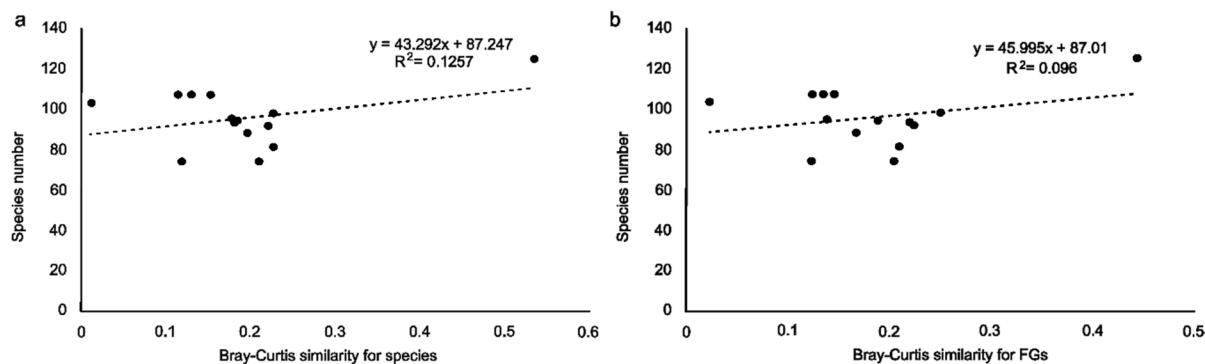 a
140
120
100
80
60
40
20
0
Species number
y = 43.292x + 87.247
R2= 0.1257
0 0.1 0.2 0.3 0.4 0.5 0.6
Bray-Curtis similarity for species
b
140
120
100
80
60
40
20
0
Species number
y = 45.995x + 87.01
R2= 0.096
0 0.1 0.2 0.3 0.4 0.5
Bray-Curtis similarity for FGs